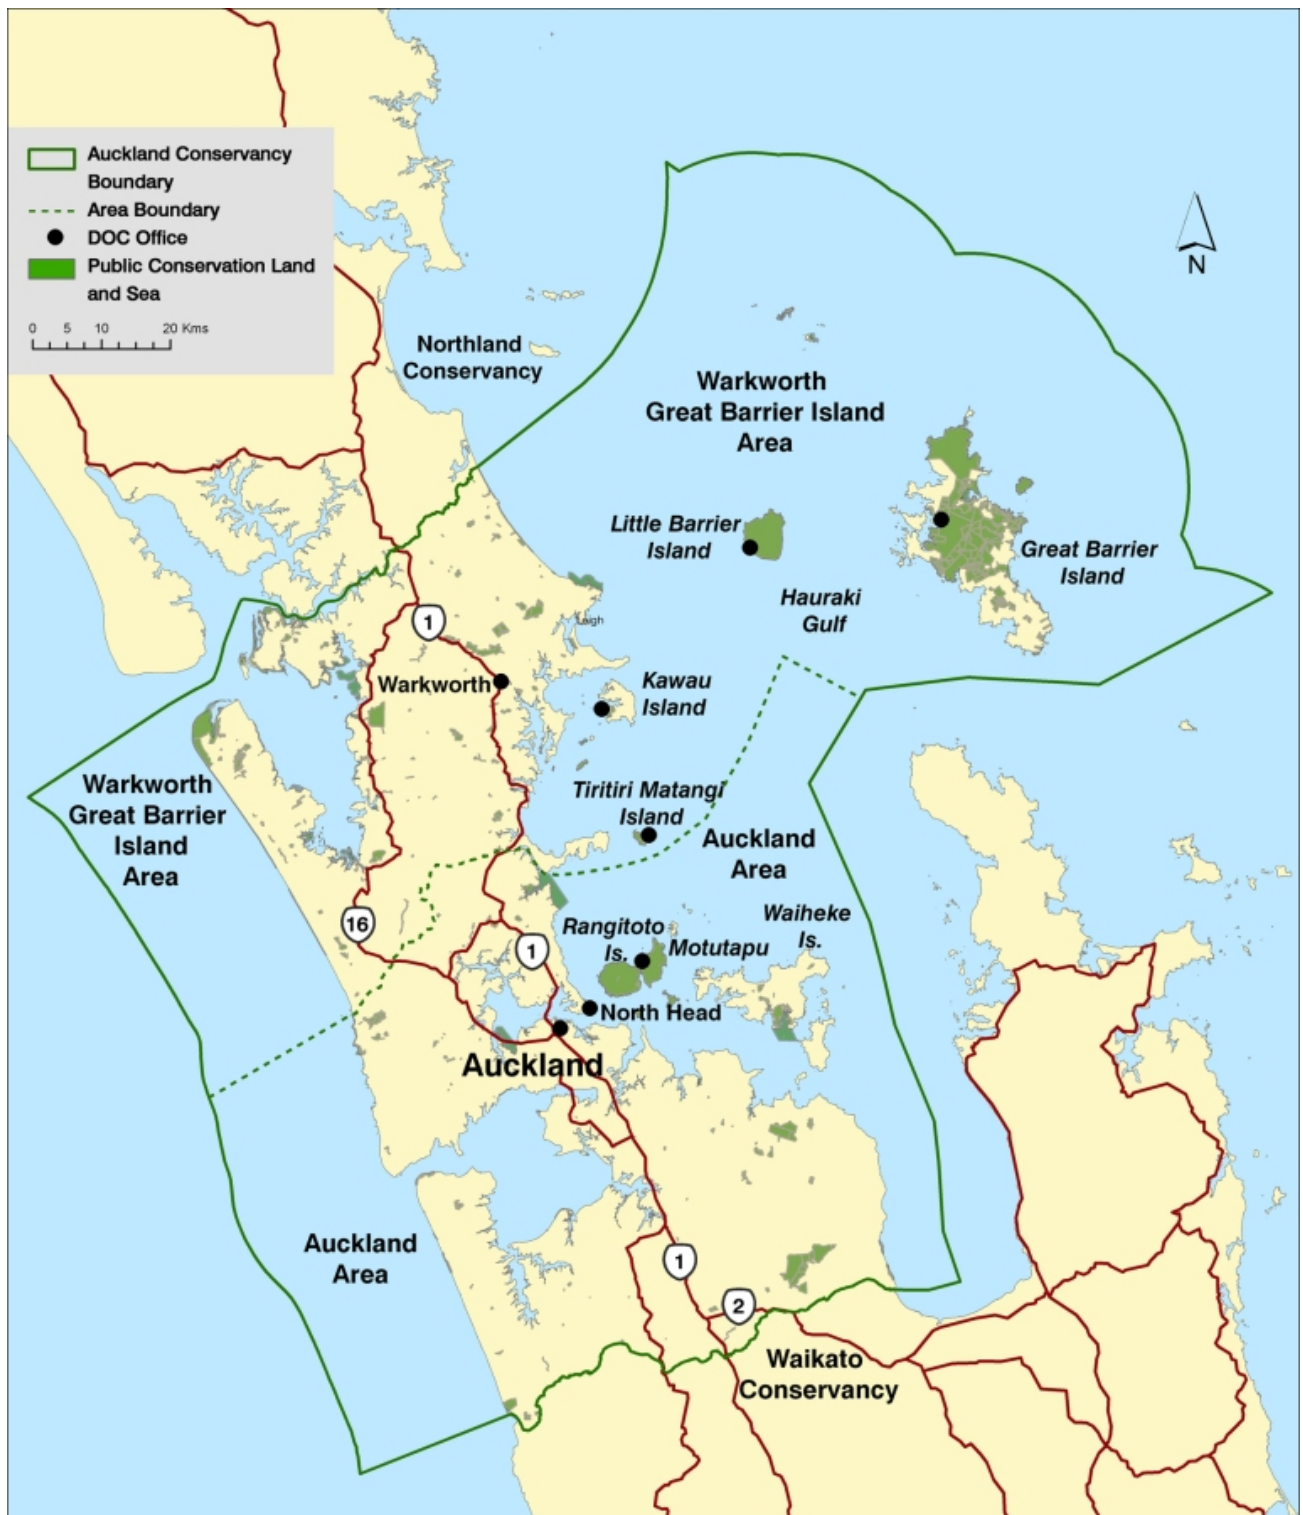 Auckland Conservancy
Boundary
Area Boundary
DOC Office
Public Conservation Land
and Sea
0 5 10 20 Kms
N
Northland
Conservancy
Warkworth
Great Barrier Island
Area
Little Barrier
Island
Great Barrier
Island
Hauraki
Gulf
1
Leigh
Warkworth
Kawau
Island
Warkworth
Great Barrier
Island
Area
Tiritiri Matangi
Island
Auckland
Area
16
1
Rangitoto
Is.
Motutapu
Waiheke
Is.
North Head
Auckland
Auckland
Area
1
2
Waikato
Conservancy